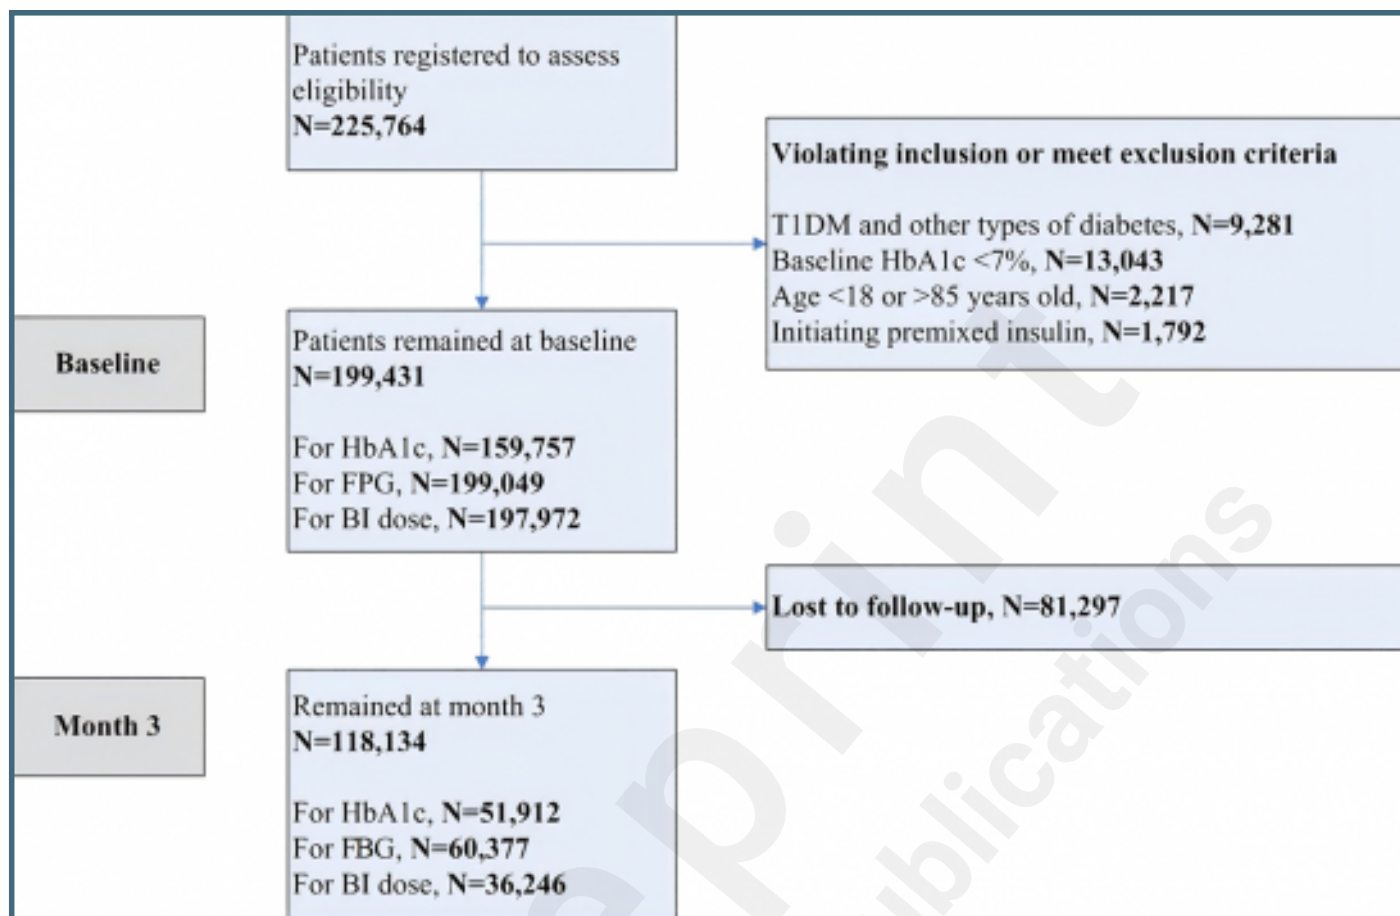 Patients registered to assess
eligibility
N=225,764
Violating inclusion or meet exclusion criteria
T1DM and other types of diabetes, N=9,281
Baseline HbA1c <7%, N=13,043
Age <18 or >85 years old, N=2,217
Initiating premixed insulin, N=1,792
Baseline
Patients remained at baseline
N=199,431
For HbA1c, N=159,757
For FPG, N=199,049
For BI dose, N=197,972
Lost to follow-up, N=81,297
Month 3
Remained at month 3
N=118,134
For HbA1c, N=51,912
For FBG, N=60,377
For BI dose, N=36,246
eprint
ublications